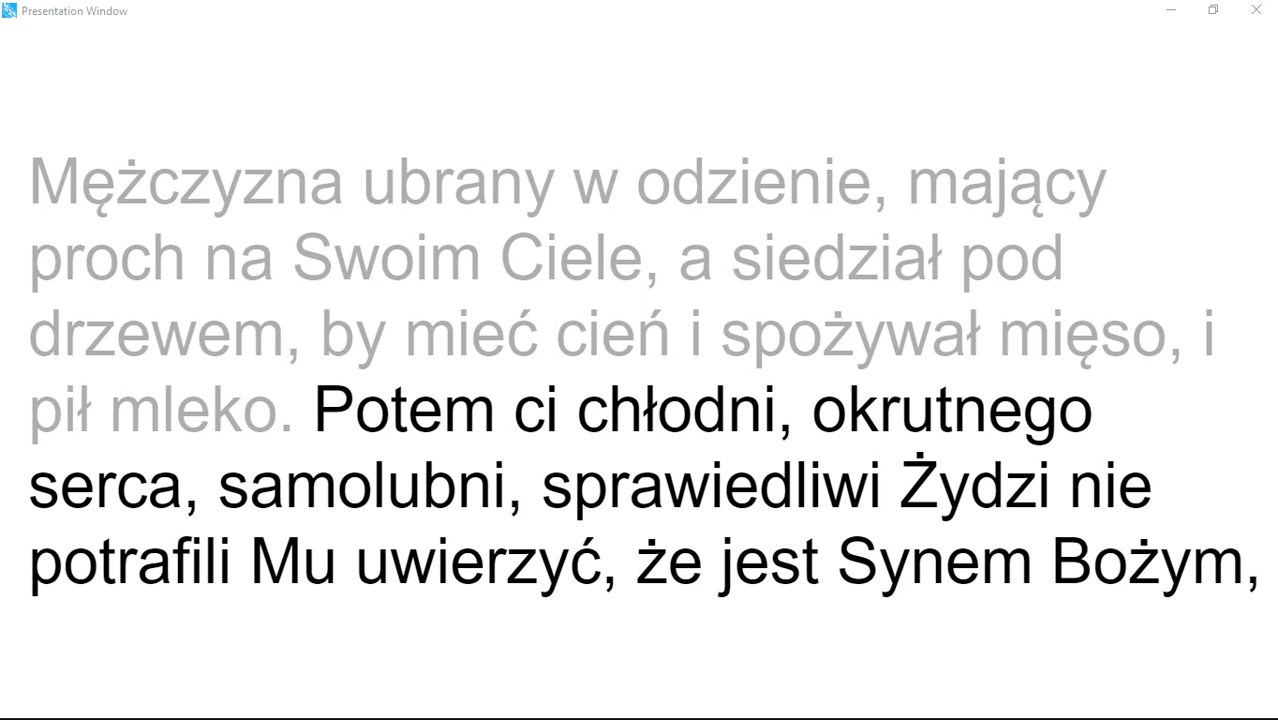 Presentation Window
Mężczyzna ubrany w odzienie, mający
proch na Swoim Ciele, a siedział pod
drzewem, by mieć cień i spożywał mięso, i
pił mleko. Potem ci chłodni, okrutnego
serca, samolubni, sprawiedliwi Żydzi nie
potrafili Mu uwierzyć, że jest Synem Bożym,